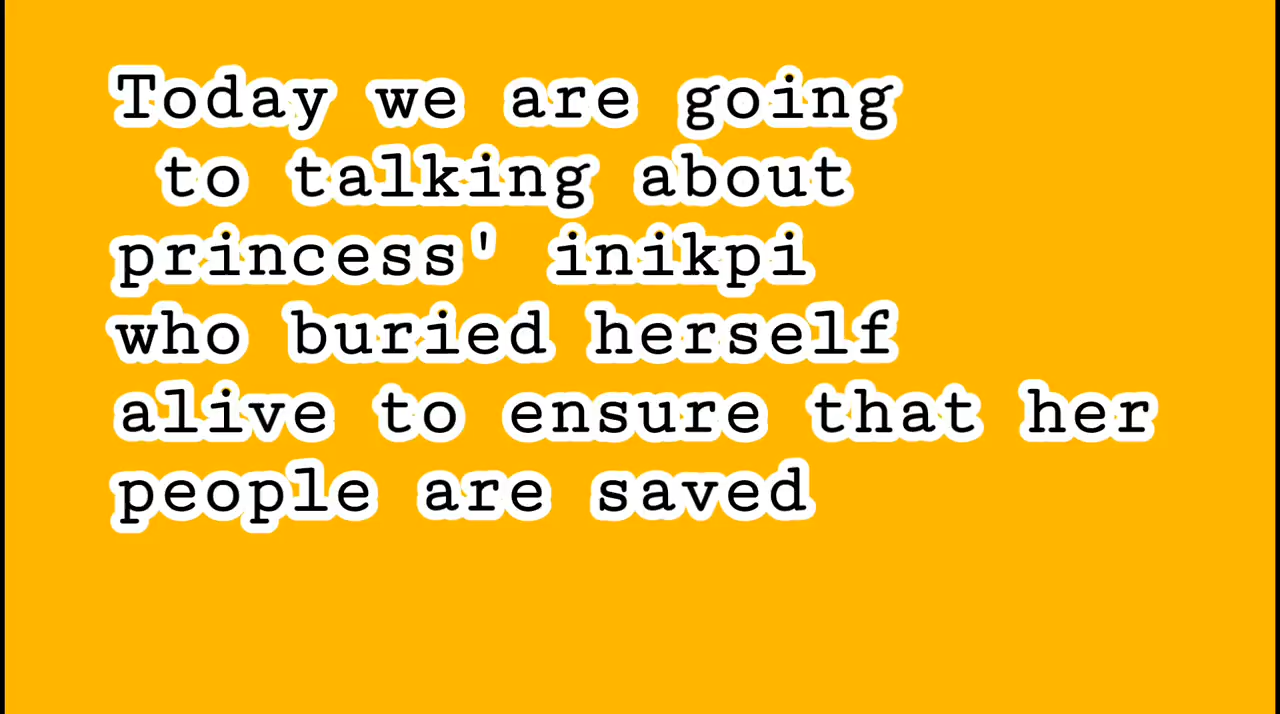 Today we are going
to talking about
princess' inikpi
who buried herself
alive to ensure that her
people are saved